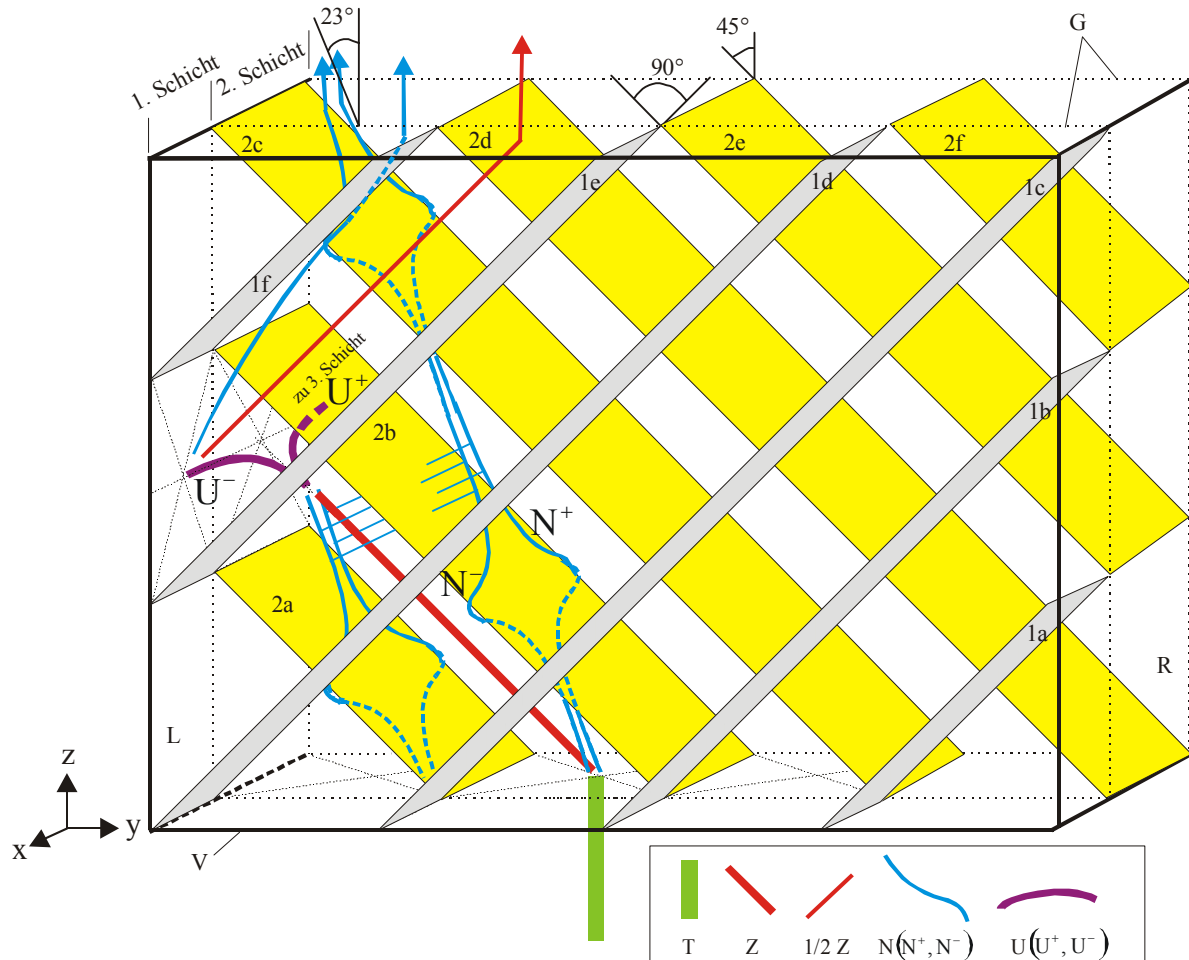 23°
45°
G
90°
1. Schicht
2. Schicht
2c
2d
2e
2f
1e
1d
1c
1f
zu 3. Schicht
U⁺
2b
1b
U⁻
N⁺
N⁻
2a
1a
R
L
z
y
x
V
T Z 1/2 Z N(N⁺, N⁻) U(U⁺, U⁻)